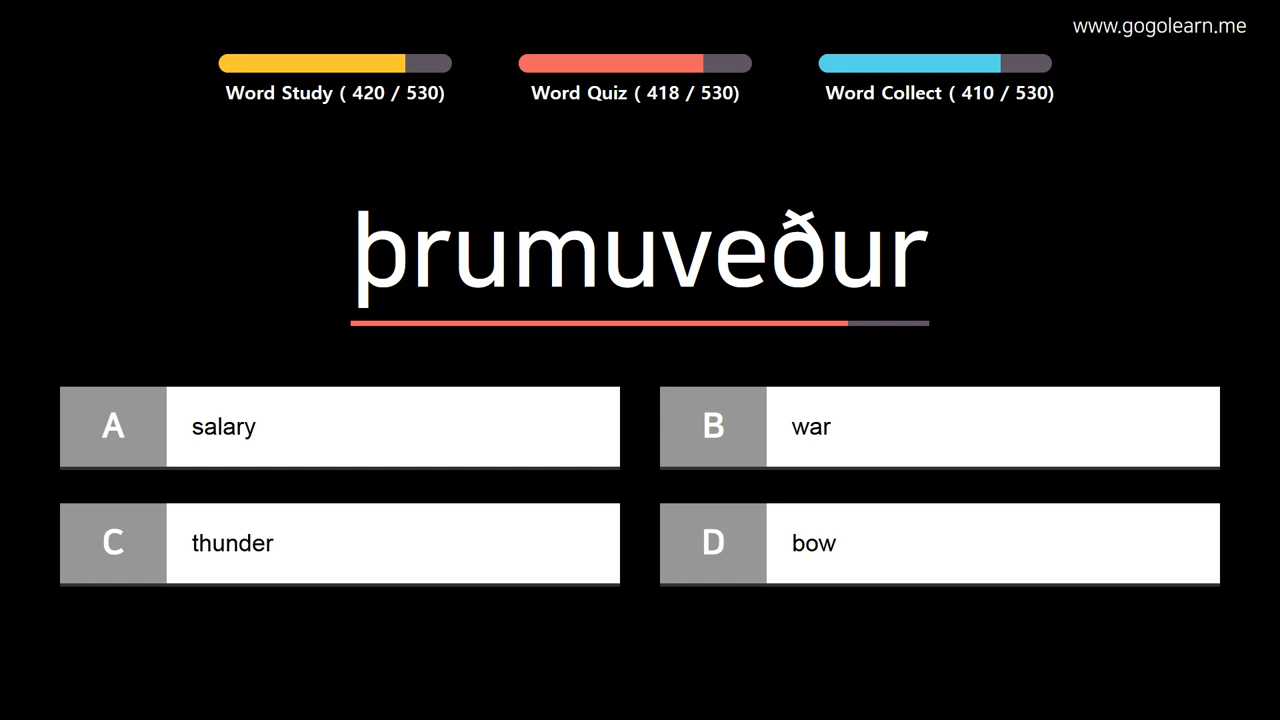 www.gogolearn.me
Word Study ( 420 / 530)
Word Quiz ( 418 / 530)
Word Collect ( 410 / 530)
þrumuveður
A salary
B war
C thunder
D bow